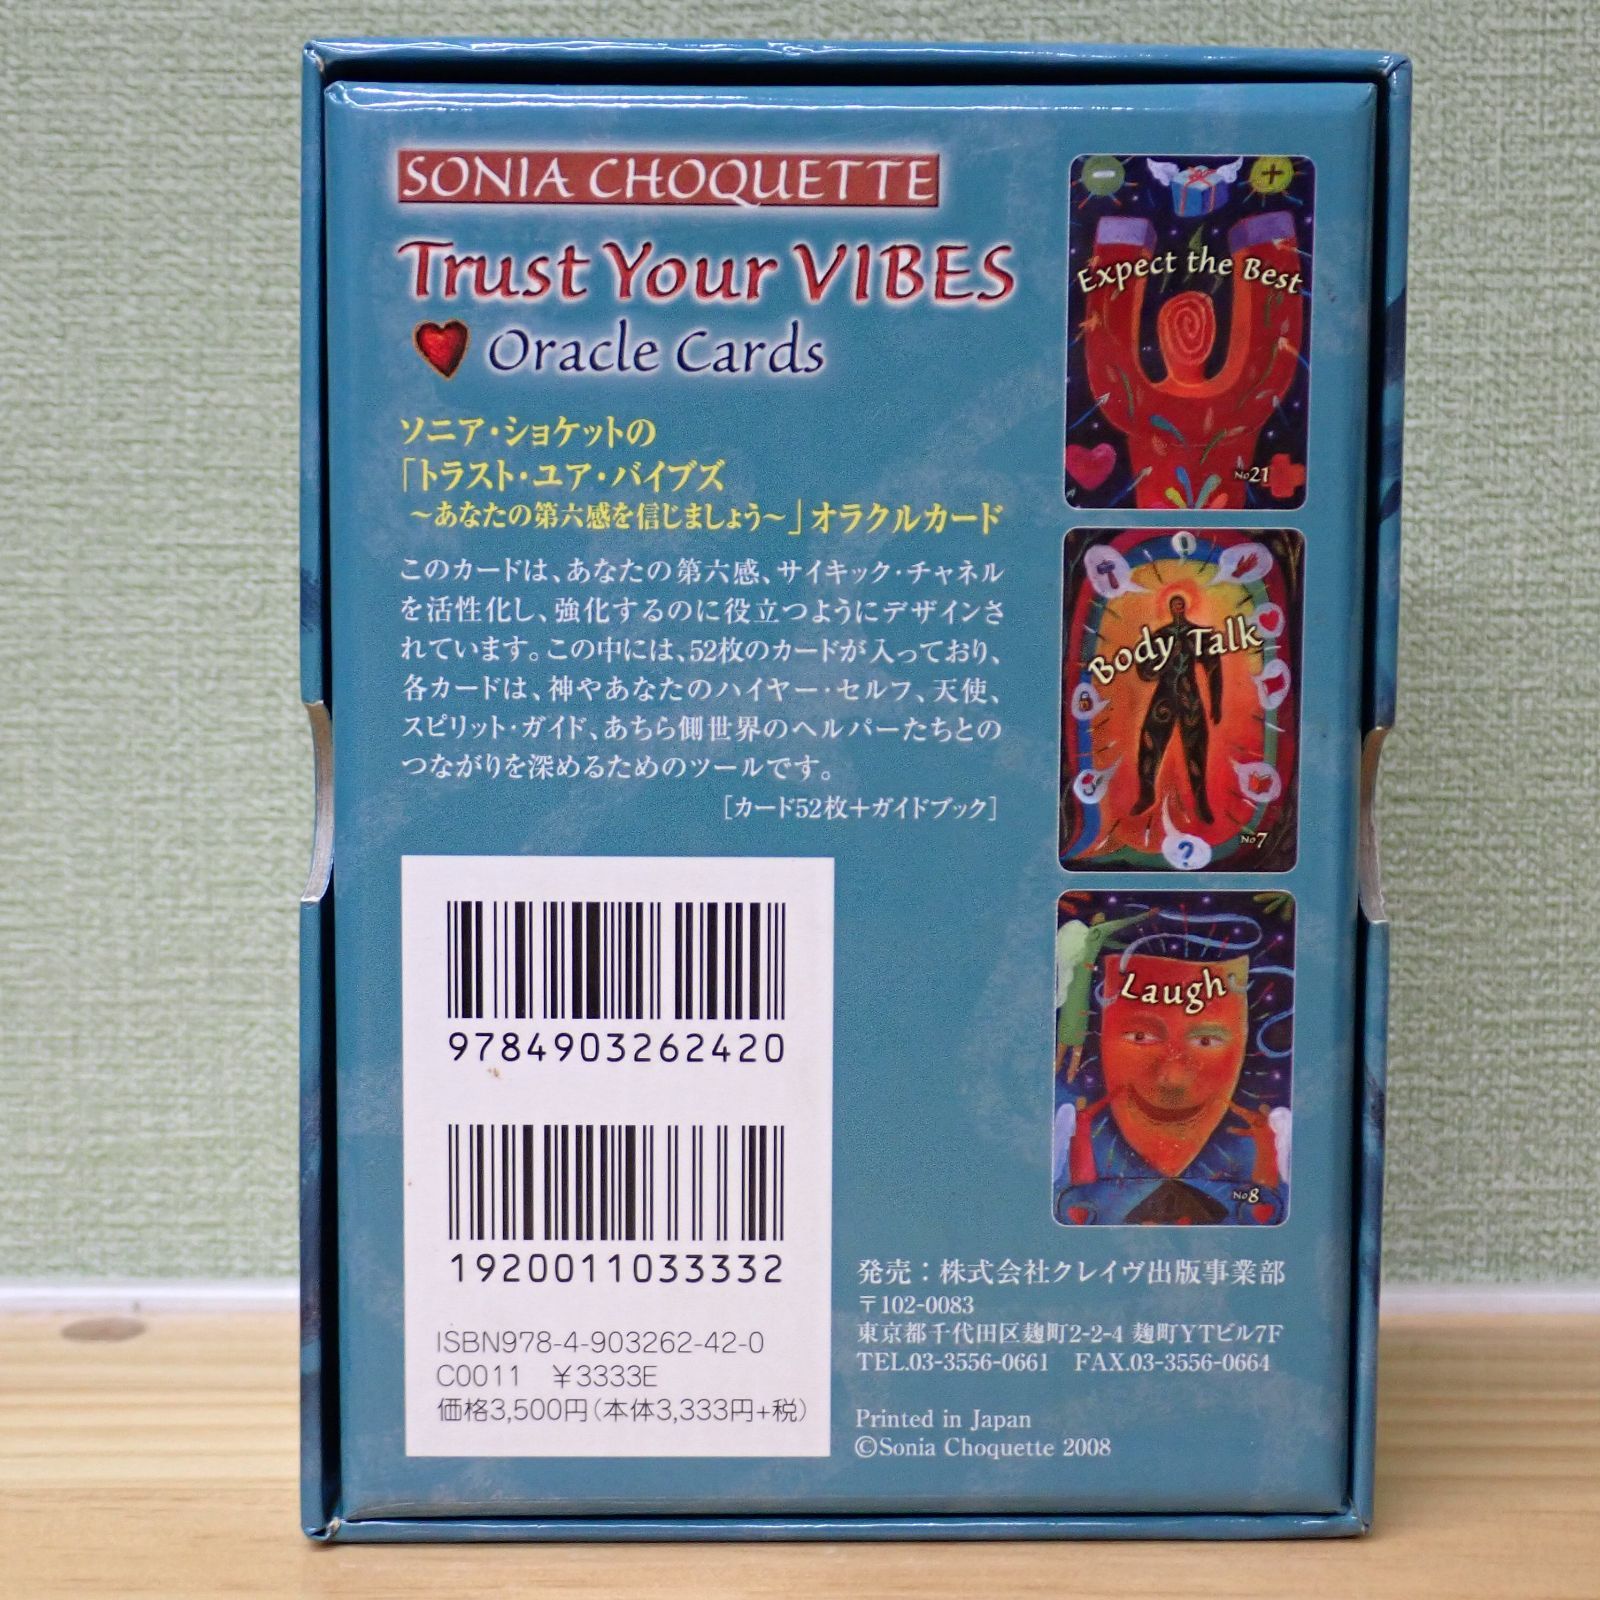 SONIA CHOQUETTE
Trust Your VIBES
Oracle Cards
ソニア・ショケットの
「トラスト・ユア・バイブズ
～あなたの第六感を信じましょう～」オラクルカード
このカードは、あなたの第六感、サイキック・チャネル
を活性化し、強化するのに役立つようにデザインさ
れています。この中には、52枚のカードが入っており、
各カードは、神やあなたのハイヤー・セルフ、天使、
スピリット・ガイド、あちら側世界のヘルパーたちとの
つながりを深めるためのツールです。
[カード52枚＋ガイドブック]
9784903262420
1920011033332
ISBN978-4-903262-42-0
C0011 ￥3333E
価格3,500円(本体3,333円+税)
Expect the Best
No21
Body Talk
?
No7
Laugh
No8
発売：株式会社クレイヴ出版事業部
〒102-0083
東京都千代田区麹町2-2-4 麹町YTビル7F
TEL.03-3556-0661 FAX.03-3556-0664
Printed in Japan
©Sonia Choquette 2008